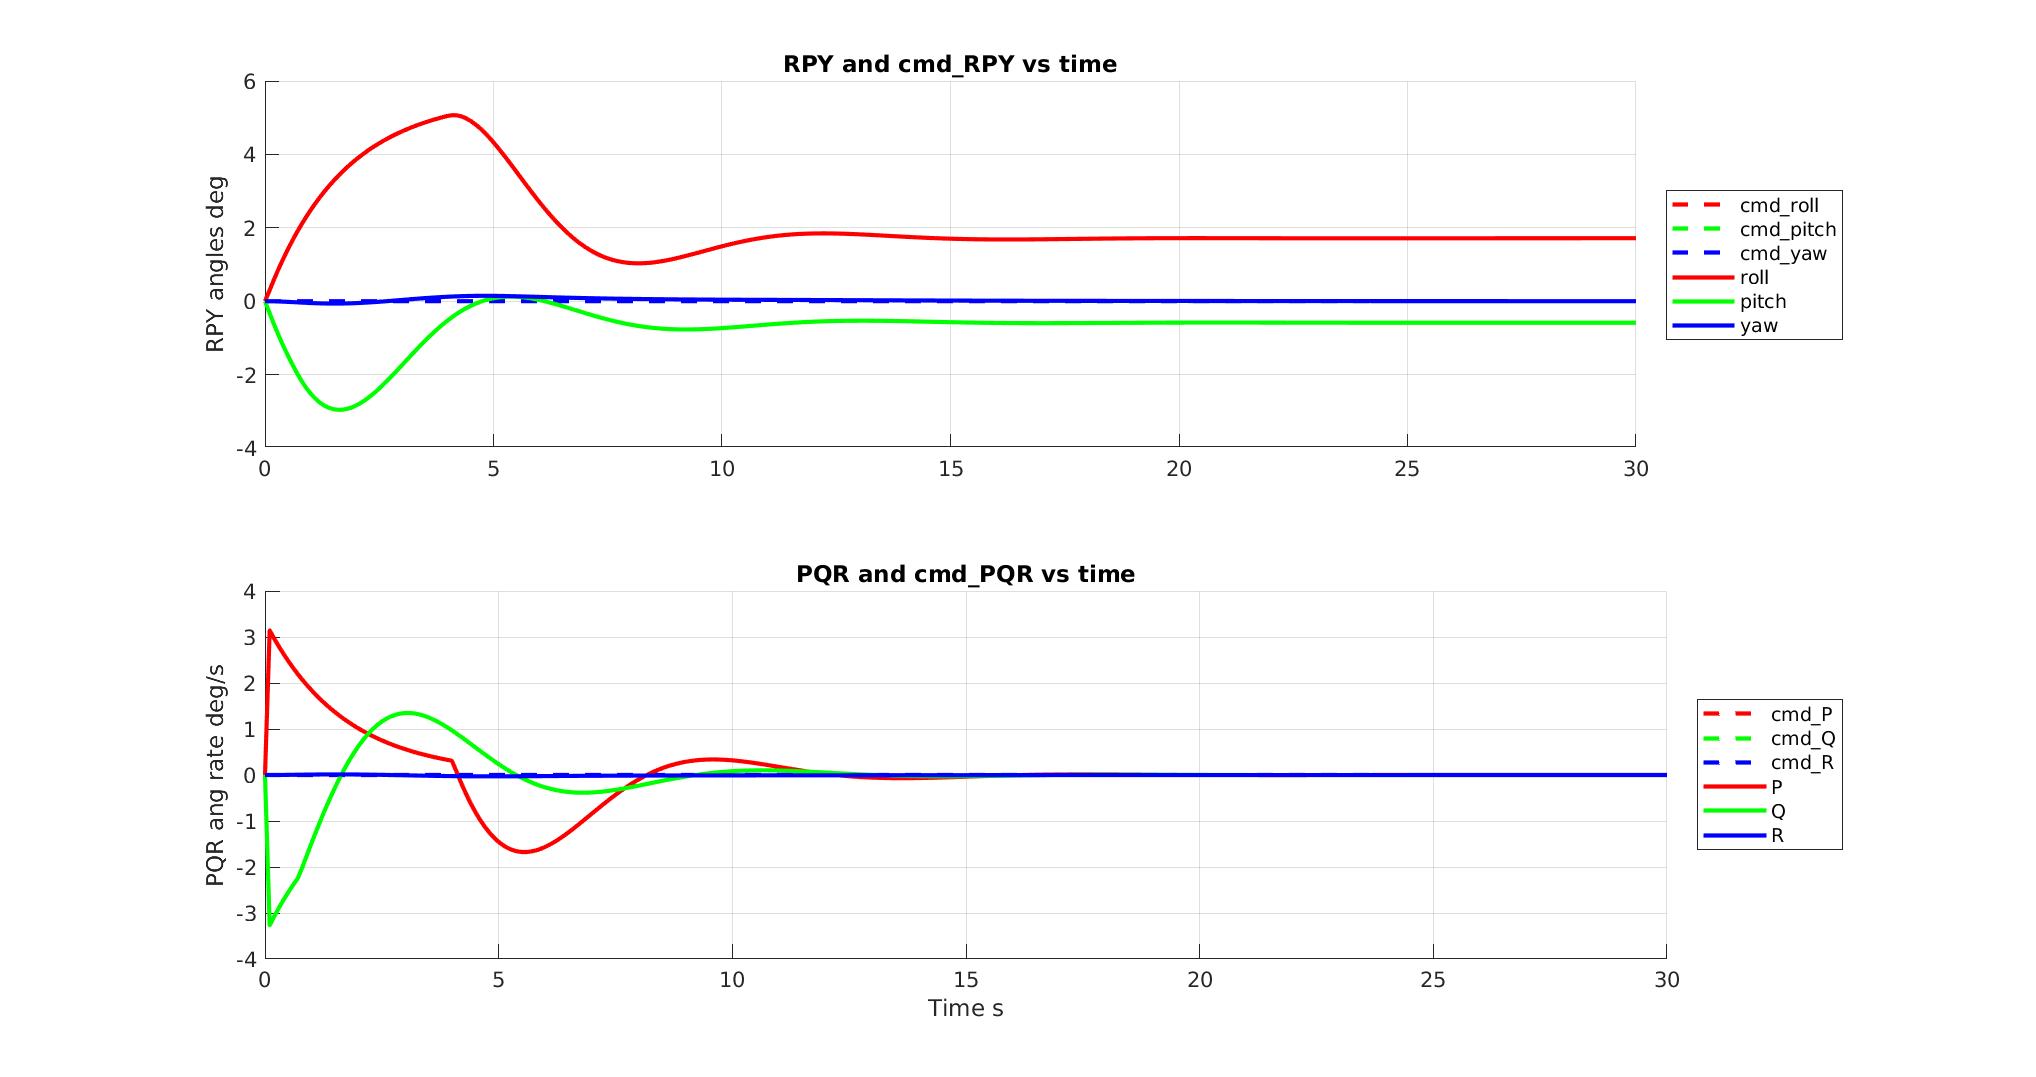 RPY and cmd_RPY vs time
6
4
2
0
-2
-4
RPY angles deg
0 5 10 15 20 25 30
cmd_roll
cmd_pitch
cmd_yaw
roll
pitch
yaw
PQR and cmd_PQR vs time
4
3
2
1
0
-1
-2
-3
-4
PQR ang rate deg/s
0 5 10 15 20 25 30
Time s
cmd_P
cmd_Q
cmd_R
P
Q
R